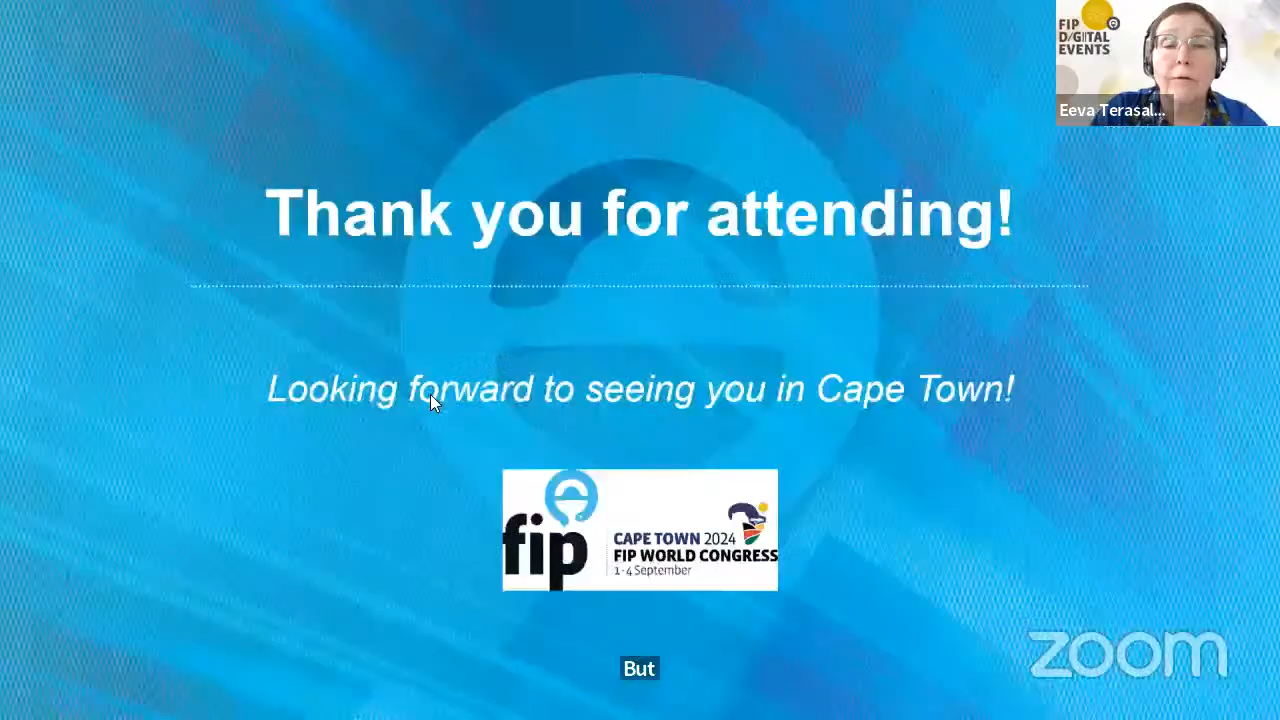 FIP
D/GITAL
EVENTS
Eeva Terasal...
Thank you for attending!
Looking forward to seeing you in Cape Town!
fip
CAPE TOWN 2024
FIP WORLD CONGRESS
1-4 September
zoom
But